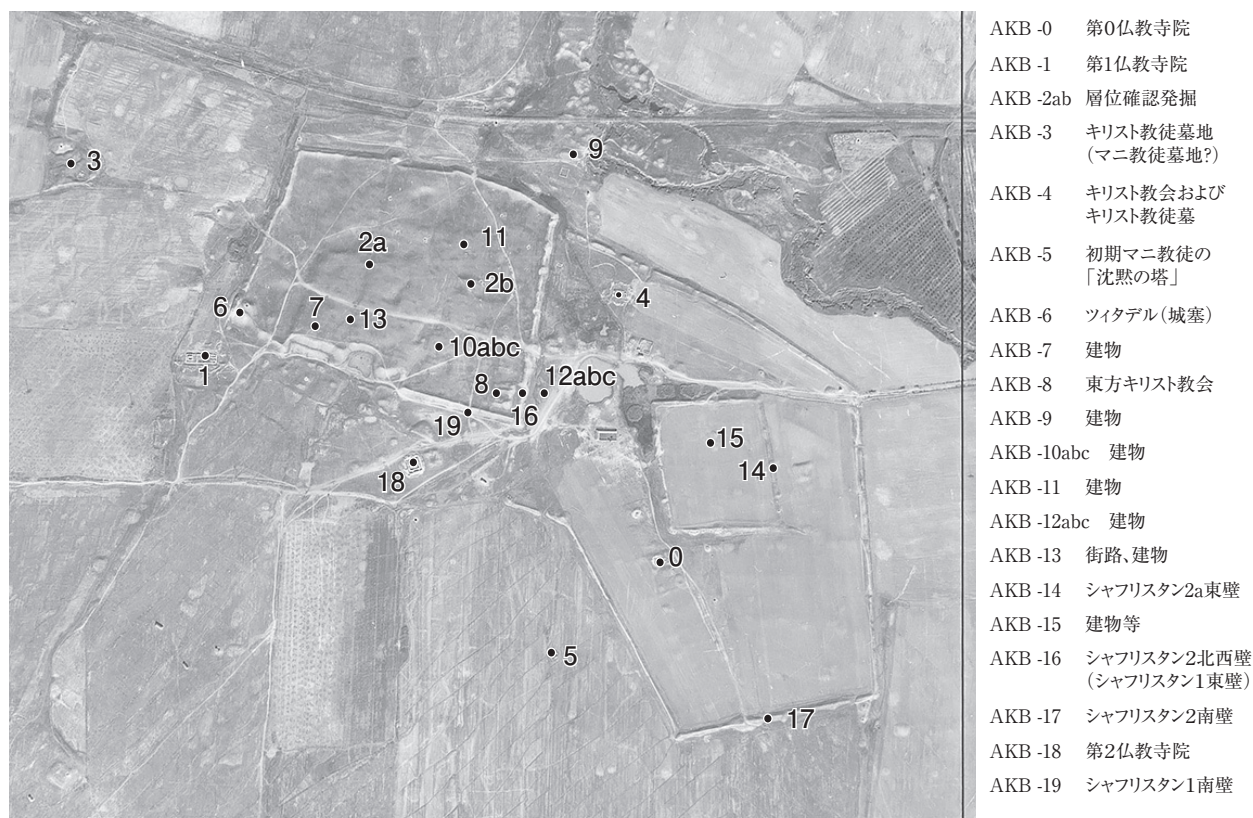 3
9
2a
11
2b
4
6
7
13
10abc
1
8
12abc
16
19
15
18
14
0
5
17
AKB -0 第0仏教寺院
AKB -1 第1仏教寺院
AKB -2ab 層位確認発掘
AKB -3 キリスト教徒墓地
(マニ教徒墓地?)
AKB -4 キリスト教会および
キリスト教徒墓
AKB -5 初期マニ教徒の
「沈黙の塔」
AKB -6 ツィタデル(城塞)
AKB -7 建物
AKB -8 東方キリスト教会
AKB -9 建物
AKB -10abc 建物
AKB -11 建物
AKB -12abc 建物
AKB -13 街路、建物
AKB -14 シャフリスタン2a東壁
AKB -15 建物等
AKB -16 シャフリスタン2北西壁
(シャフリスタン1東壁)
AKB -17 シャフリスタン2南壁
AKB -18 第2仏教寺院
AKB -19 シャフリスタン1南壁